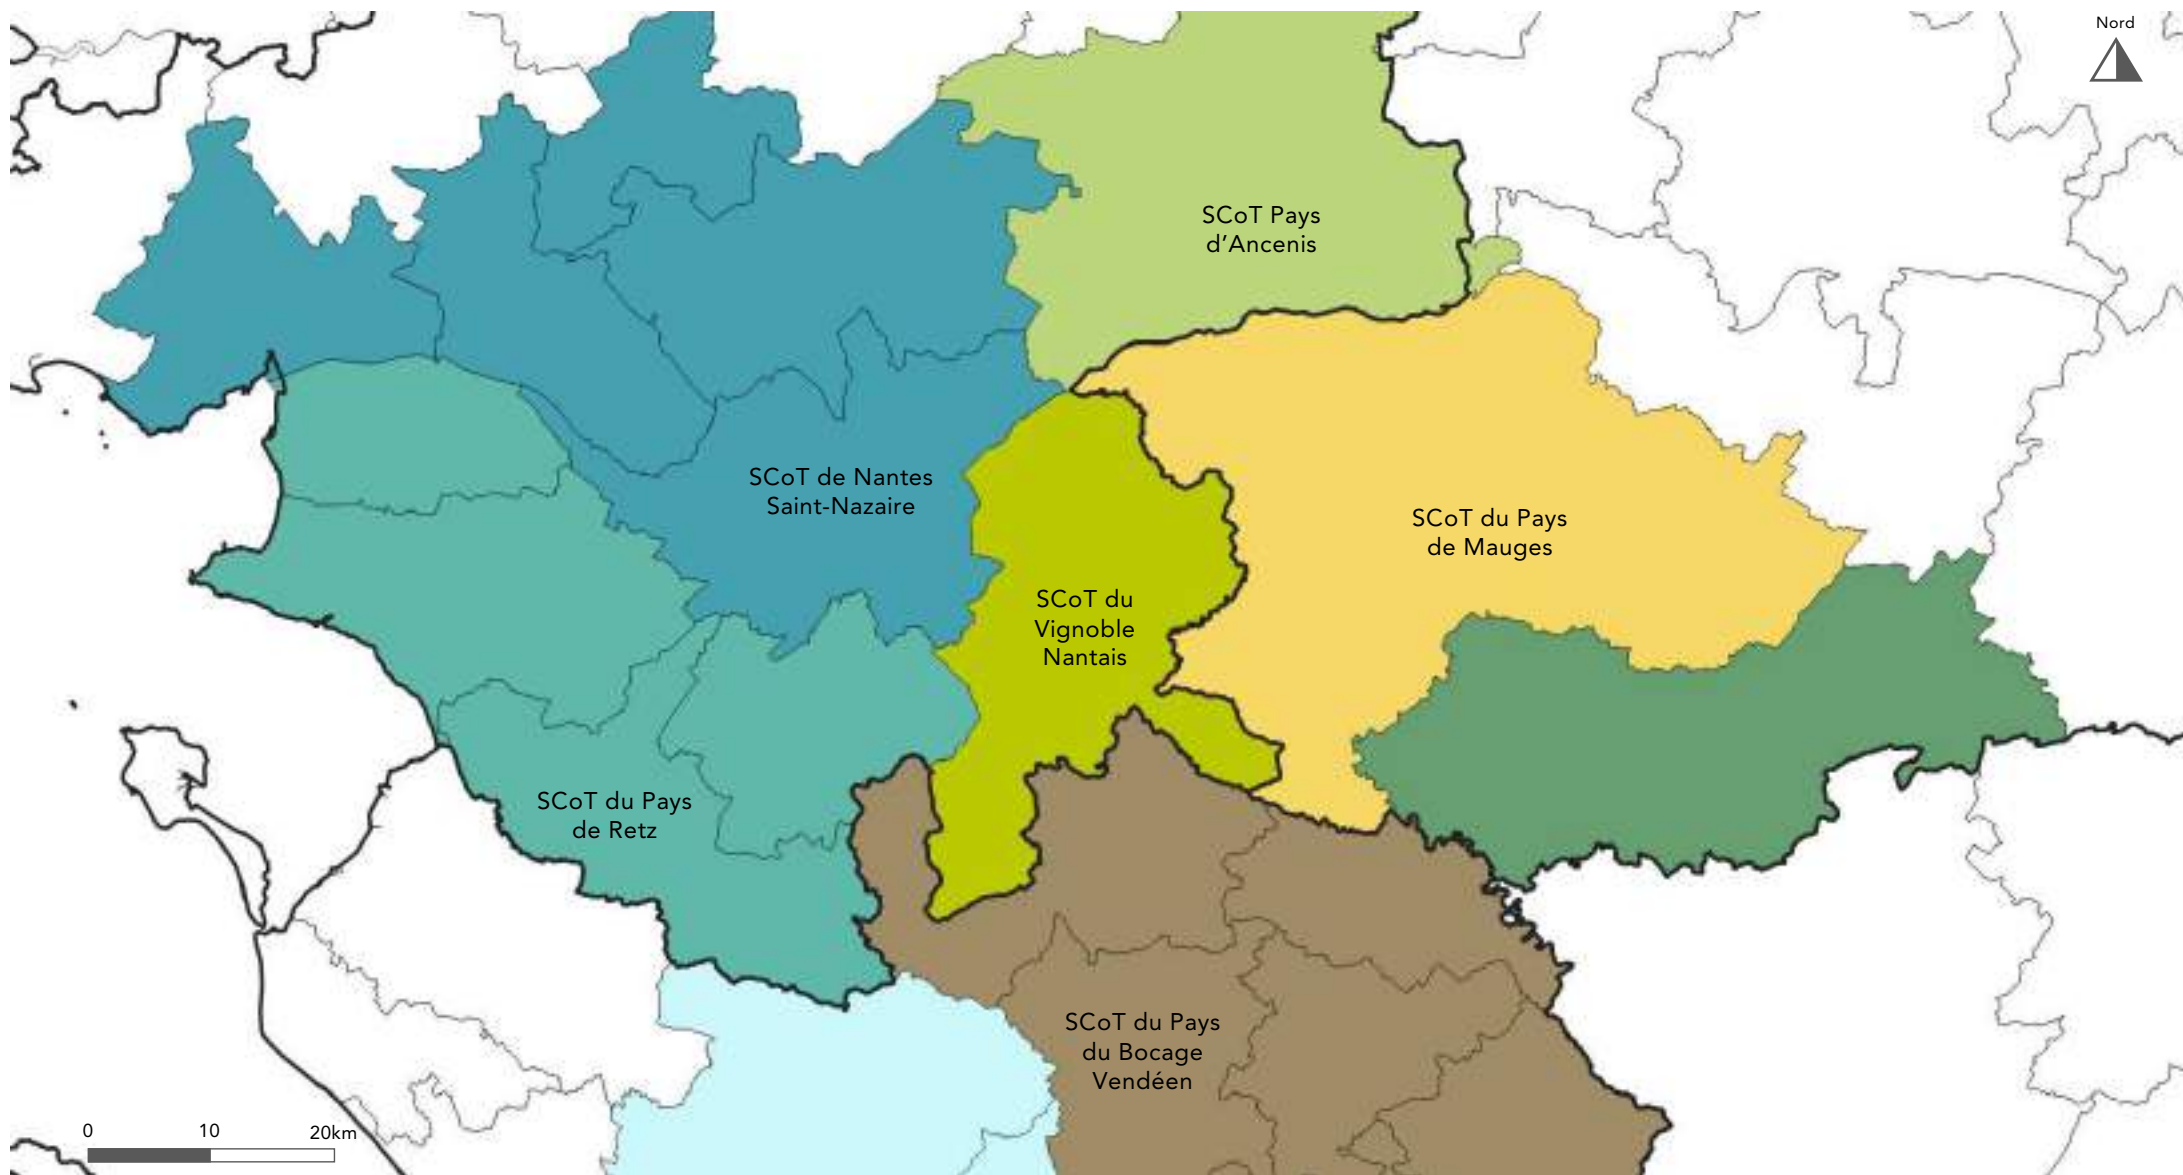 Nord
SCoT Pays
d’Ancenis
SCoT de Nantes
Saint-Nazaire
SCoT du Pays
de Mauges
SCoT du
Vignoble
Nantais
SCoT du Pays
de Retz
SCoT du Pays
du Bocage
Vendéen
0 10 20km